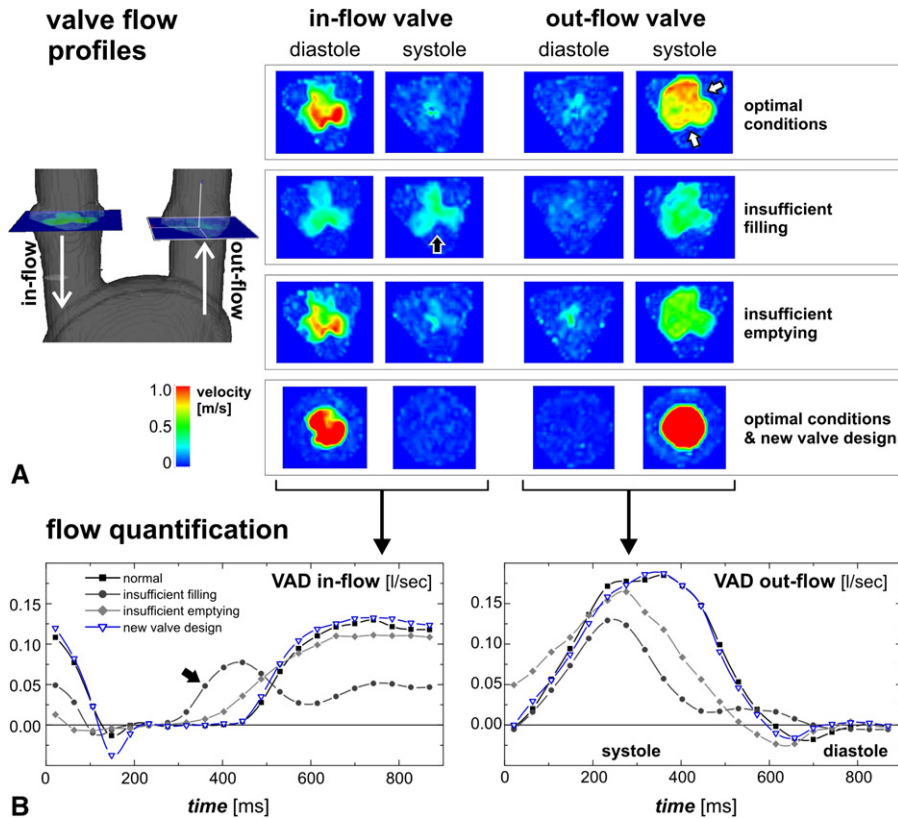 valve flow
profiles
in-flow valve
out-flow valve
diastole
systole
diastole
systole
optimal
conditions
insufficient
filling
insufficient
emptying
optimal conditions
& new valve design
in-flow
out-flow
1.0
0.5
0
velocity
[m/s]
A
flow quantification
normal
insufficient filling
insufficient emptying
new valve design
VAD in-flow [l/sec]
0.15
0.10
0.05
0.00
0
200
400
600
800
time [ms]
VAD out-flow [l/sec]
0.15
0.10
0.05
0.00
systole
diastole
0
200
400
600
800
time [ms]
B